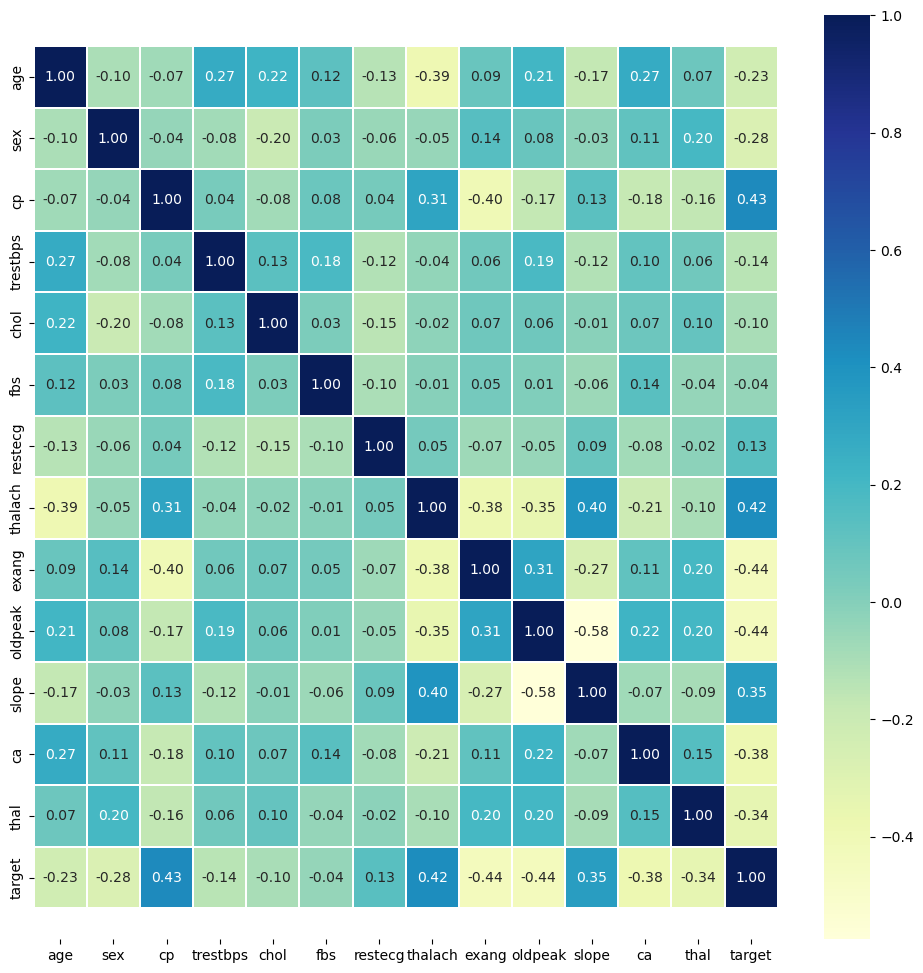 1.0
age 1.00 -0.10 -0.07 0.27 0.22 0.12 -0.13 -0.39 0.09 0.21 -0.17 0.27 0.07 -0.23
0.8
sex -0.10 1.00 -0.04 -0.08 -0.20 0.03 -0.06 -0.05 0.14 0.08 -0.03 0.11 0.20 -0.28
cp -0.07 -0.04 1.00 0.04 -0.08 0.08 0.04 0.31 -0.40 -0.17 0.13 -0.18 -0.16 0.43
0.6
trestbps 0.27 -0.08 0.04 1.00 0.13 0.18 -0.12 -0.04 0.06 0.19 -0.12 0.10 0.06 -0.14
chol 0.22 -0.20 -0.08 0.13 1.00 0.03 -0.15 -0.02 0.07 0.06 -0.01 0.07 0.10 -0.10
0.4
fbs 0.12 0.03 0.08 0.18 0.03 1.00 -0.10 -0.01 0.05 0.01 -0.06 0.14 -0.04 -0.04
restecg -0.13 -0.06 0.04 -0.12 -0.15 -0.10 1.00 0.05 -0.07 -0.05 0.09 -0.08 -0.02 0.13
0.2
thalach -0.39 -0.05 0.31 -0.04 -0.02 -0.01 0.05 1.00 -0.38 -0.35 0.40 -0.21 -0.10 0.42
exang 0.09 0.14 -0.40 0.06 0.07 0.05 -0.07 -0.38 1.00 0.31 -0.27 0.11 0.20 -0.44
0.0
oldpeak 0.21 0.08 -0.17 0.19 0.06 0.01 -0.05 -0.35 0.31 1.00 -0.58 0.22 0.20 -0.44
slope -0.17 -0.03 0.13 -0.12 -0.01 -0.06 0.09 0.40 -0.27 -0.58 1.00 -0.07 -0.09 0.35
−0.2
ca 0.27 0.11 -0.18 0.10 0.07 0.14 -0.08 -0.21 0.11 0.22 -0.07 1.00 0.15 -0.38
thal 0.07 0.20 -0.16 0.06 0.10 -0.04 -0.02 -0.10 0.20 0.20 -0.09 0.15 1.00 -0.34
−0.4
target -0.23 -0.28 0.43 -0.14 -0.10 -0.04 0.13 0.42 -0.44 -0.44 0.35 -0.38 -0.34 1.00
age sex cp trestbps chol fbs restecg thalach exang oldpeak slope ca thal target